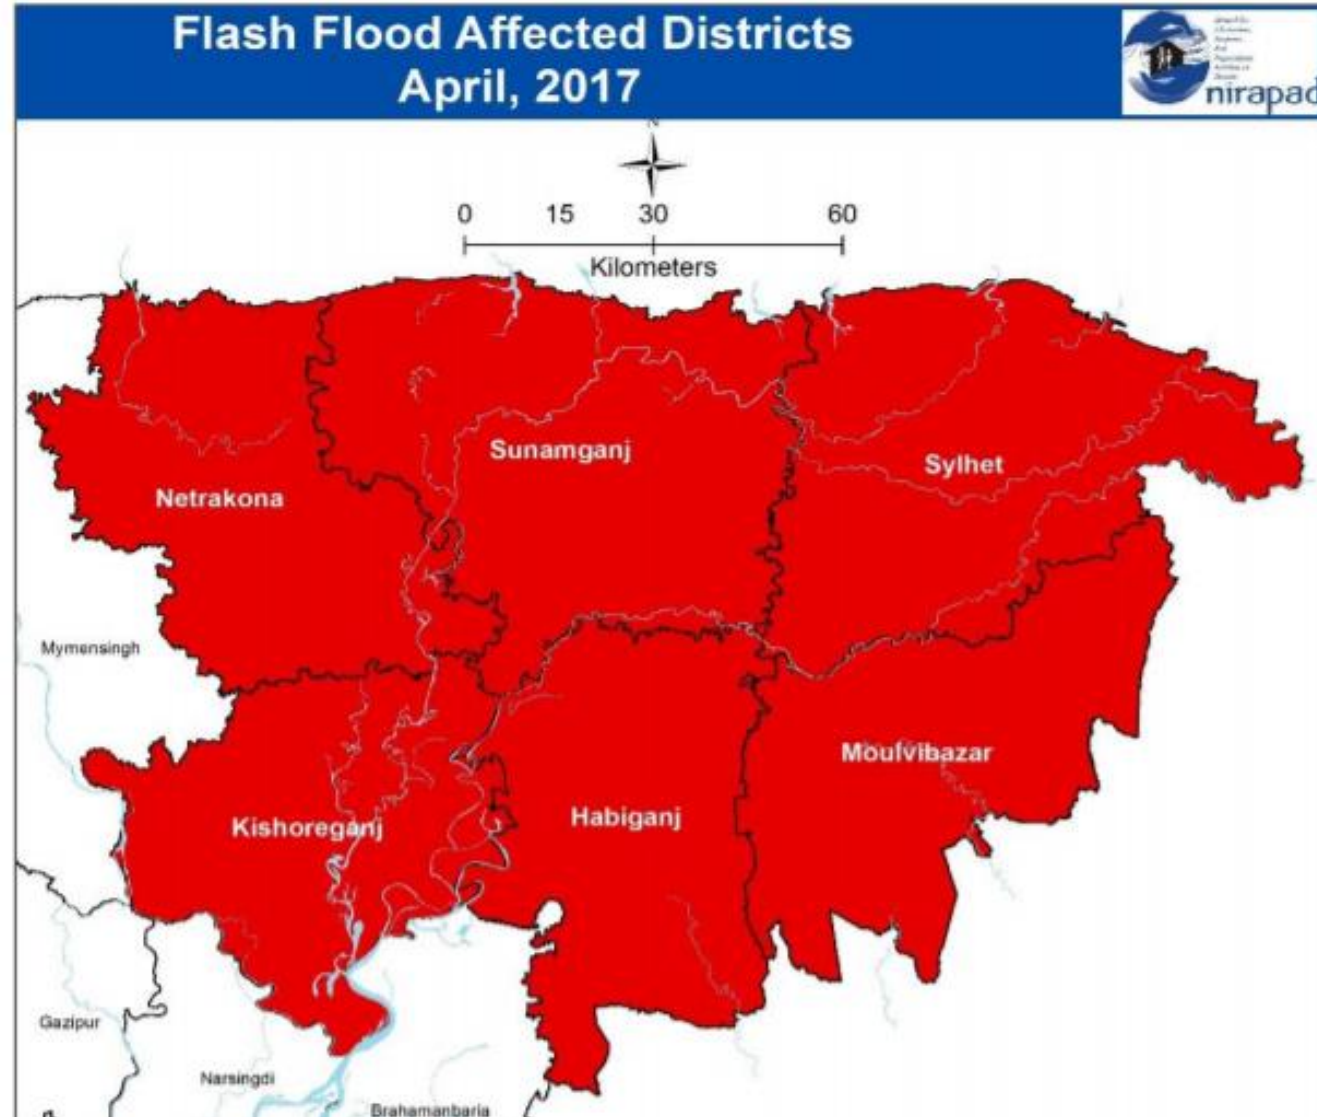 Flash Flood Affected Districts
April, 2017
nirapad
N
0 15 30 60
Kilometers
Sunamganj
Sylhet
Netrakona
Mymensingh
Moulvibazar
Habiganj
Kishoreganj
Gazipur
Narsingdi
Brahamanbaria